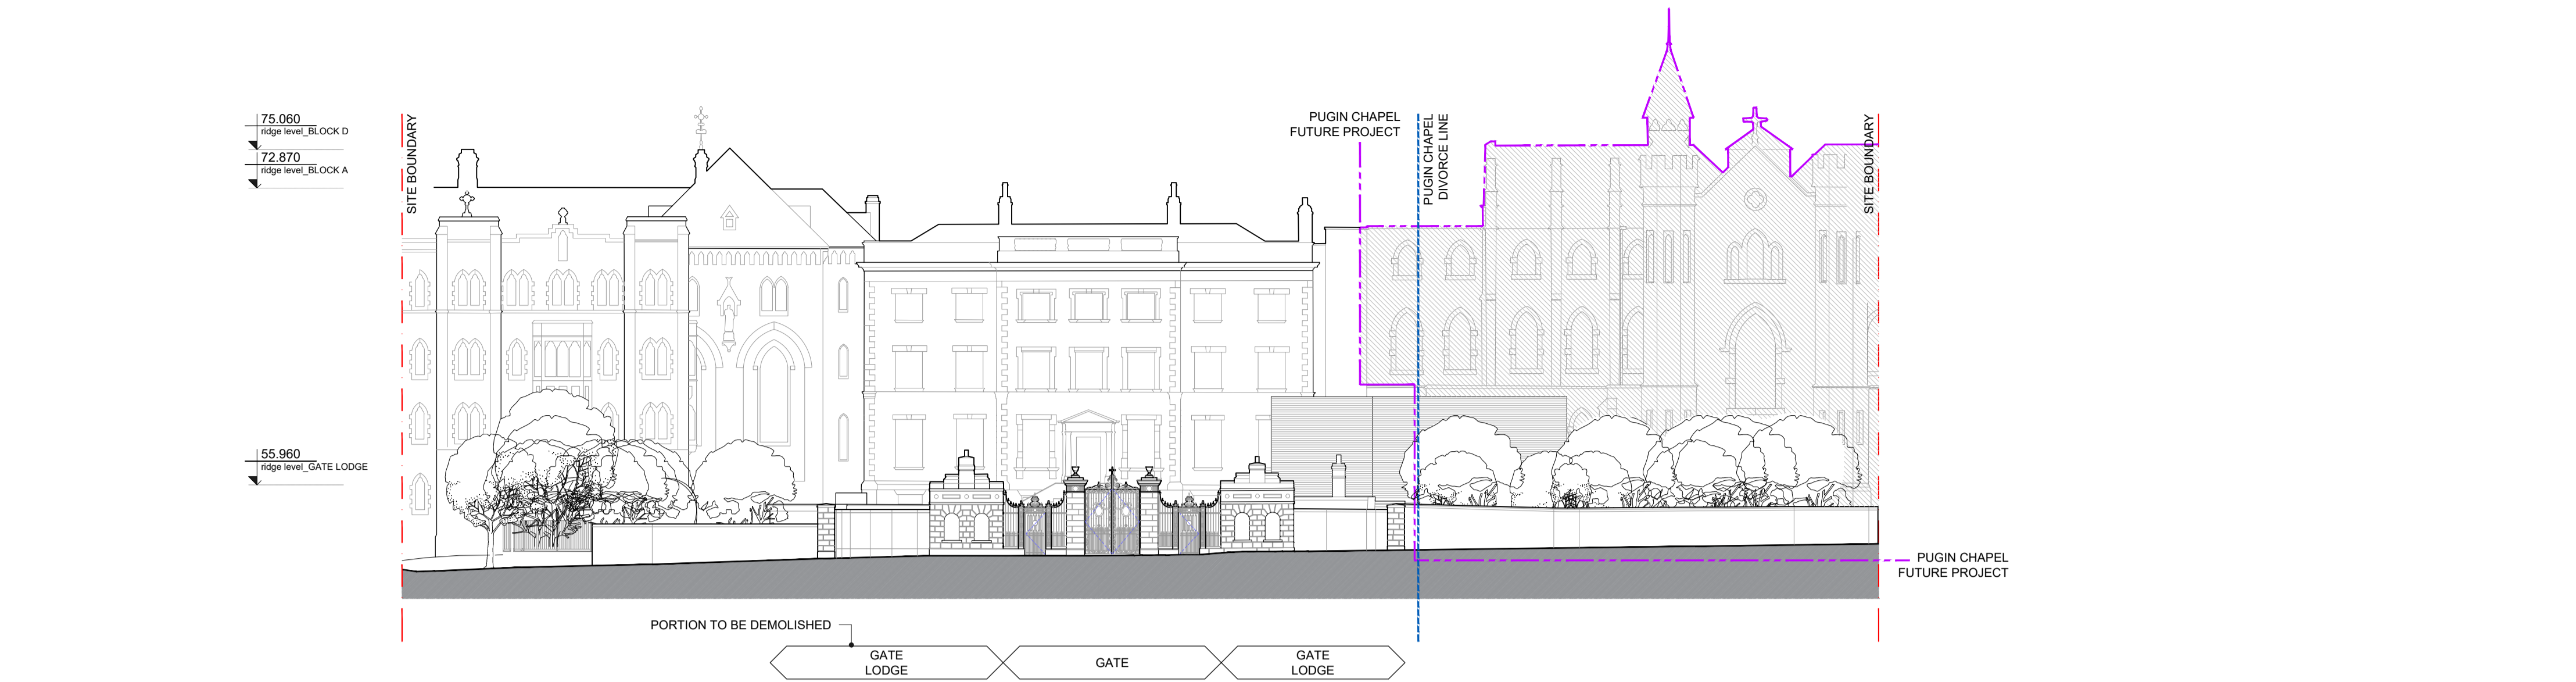 75.060
ridge level_BLOCK D
72.870
ridge level_BLOCK A
55.960
ridge level_GATE LODGE
SITE BOUNDARY
PUGIN CHAPEL
FUTURE PROJECT
PUGIN CHAPEL
DIVORCE LINE
SITE BOUNDARY
PUGIN CHAPEL
FUTURE PROJECT
PORTION TO BE DEMOLISHED
GATE
LODGE
GATE
GATE
LODGE